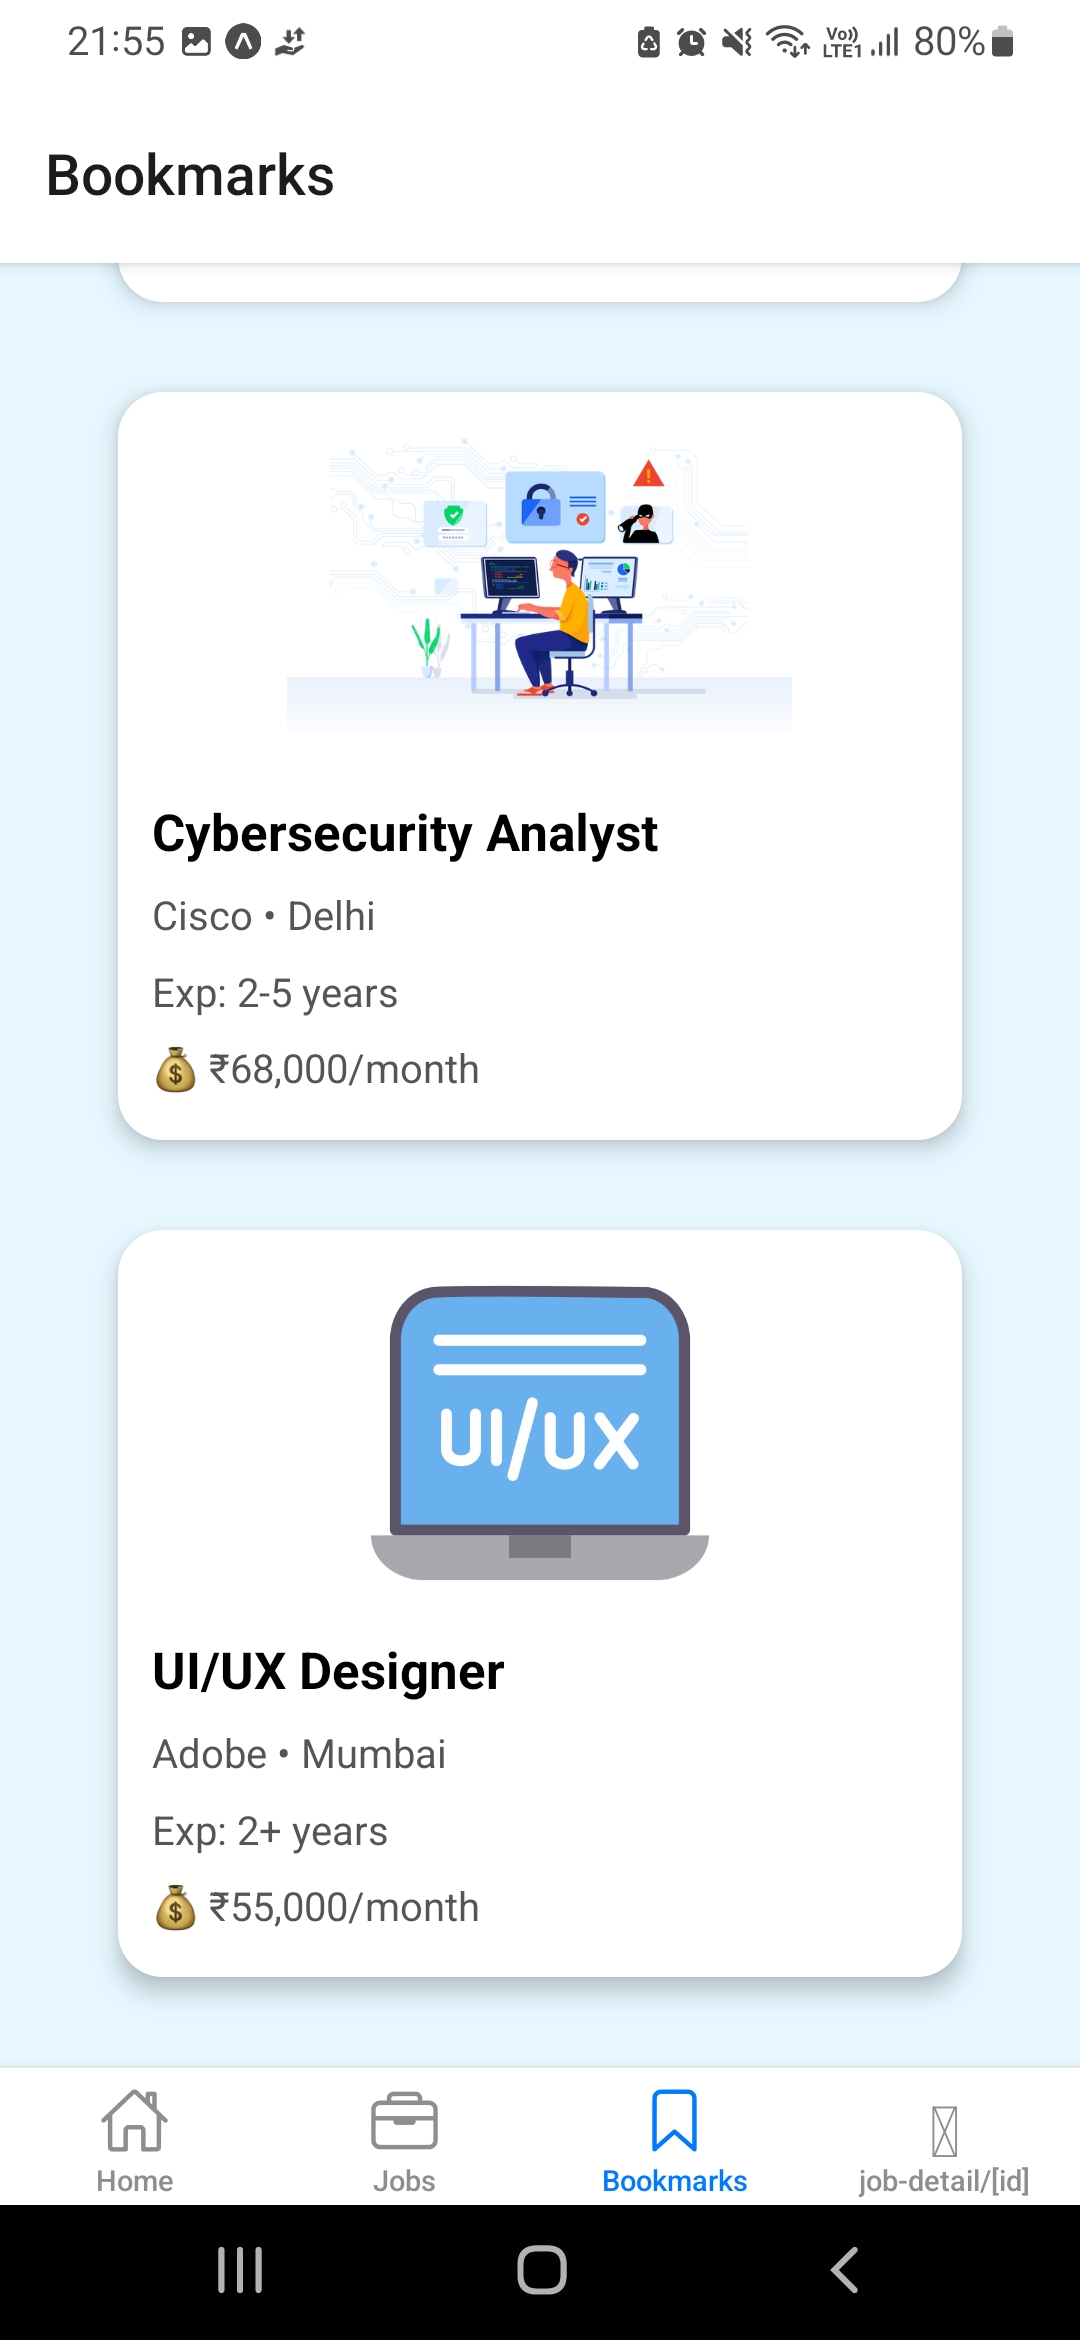 21:55
Vo)) LTE1 80%
Bookmarks
Cybersecurity Analyst
Cisco • Delhi
Exp: 2-5 years
💰 ₹68,000/month
UI/UX
UI/UX Designer
Adobe • Mumbai
Exp: 2+ years
💰 ₹55,000/month
Home
Jobs
Bookmarks
job-detail/[id]